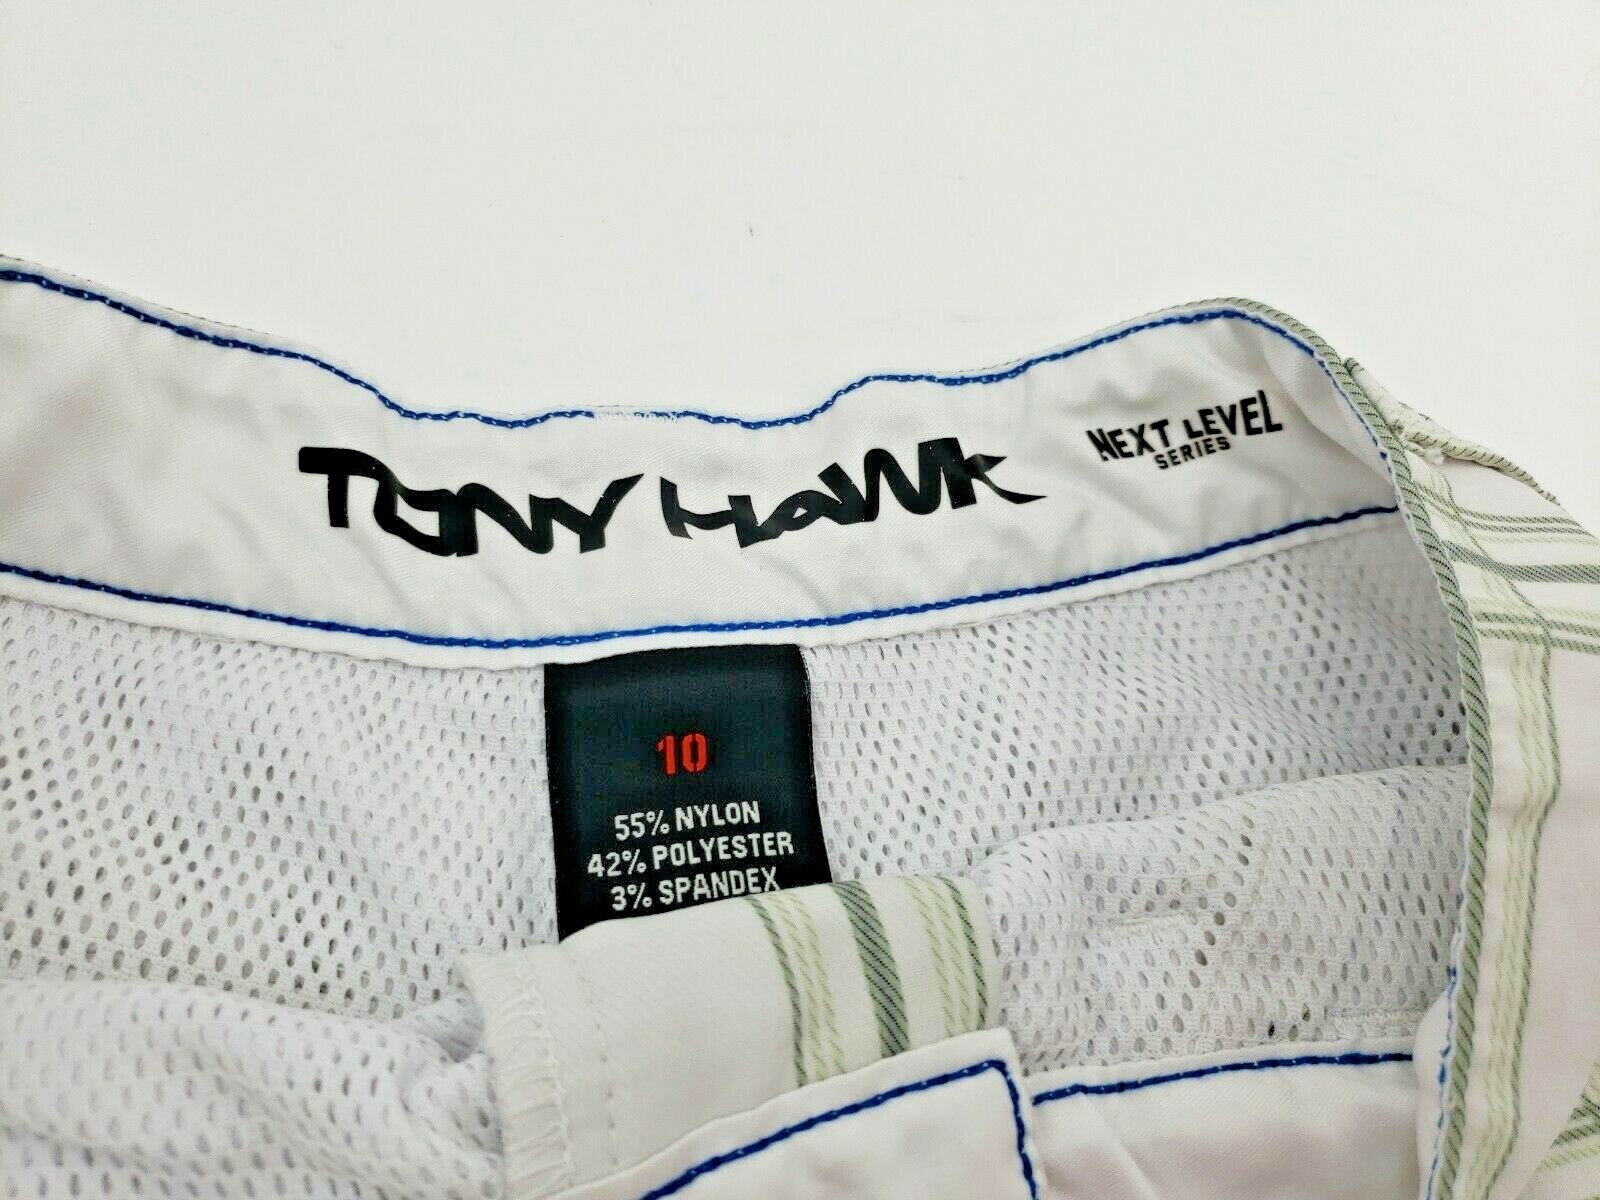 TONY HAWK
NEXT LEVEL
SERIES
10
55% NYLON
42% POLYESTER
3% SPANDEX